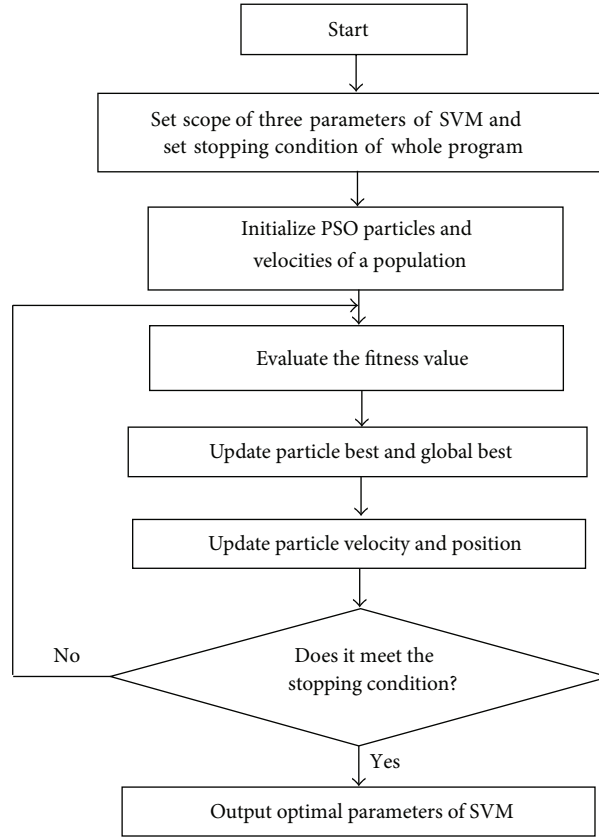 Start
Set scope of three parameters of SVM and
set stopping condition of whole program
Initialize PSO particles and
velocities of a population
Evaluate the fitness value
Update particle best and global best
Update particle velocity and position
Does it meet the
stopping condition?
No
Yes
Output optimal parameters of SVM